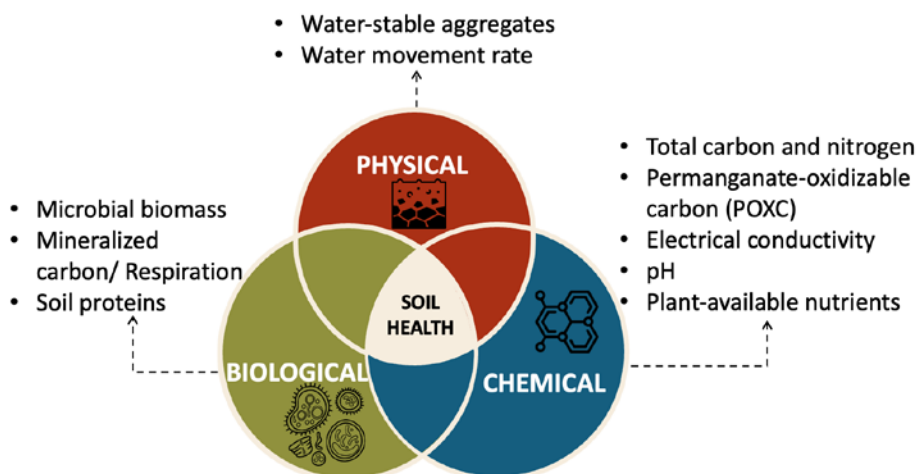 • Water-stable aggregates
• Water movement rate
PHYSICAL
• Total carbon and nitrogen
• Permanganate-oxidizable
carbon (POXC)
• Electrical conductivity
• pH
• Plant-available nutrients
• Microbial biomass
• Mineralized
carbon/ Respiration
• Soil proteins
SOIL
HEALTH
BIOLOGICAL
CHEMICAL